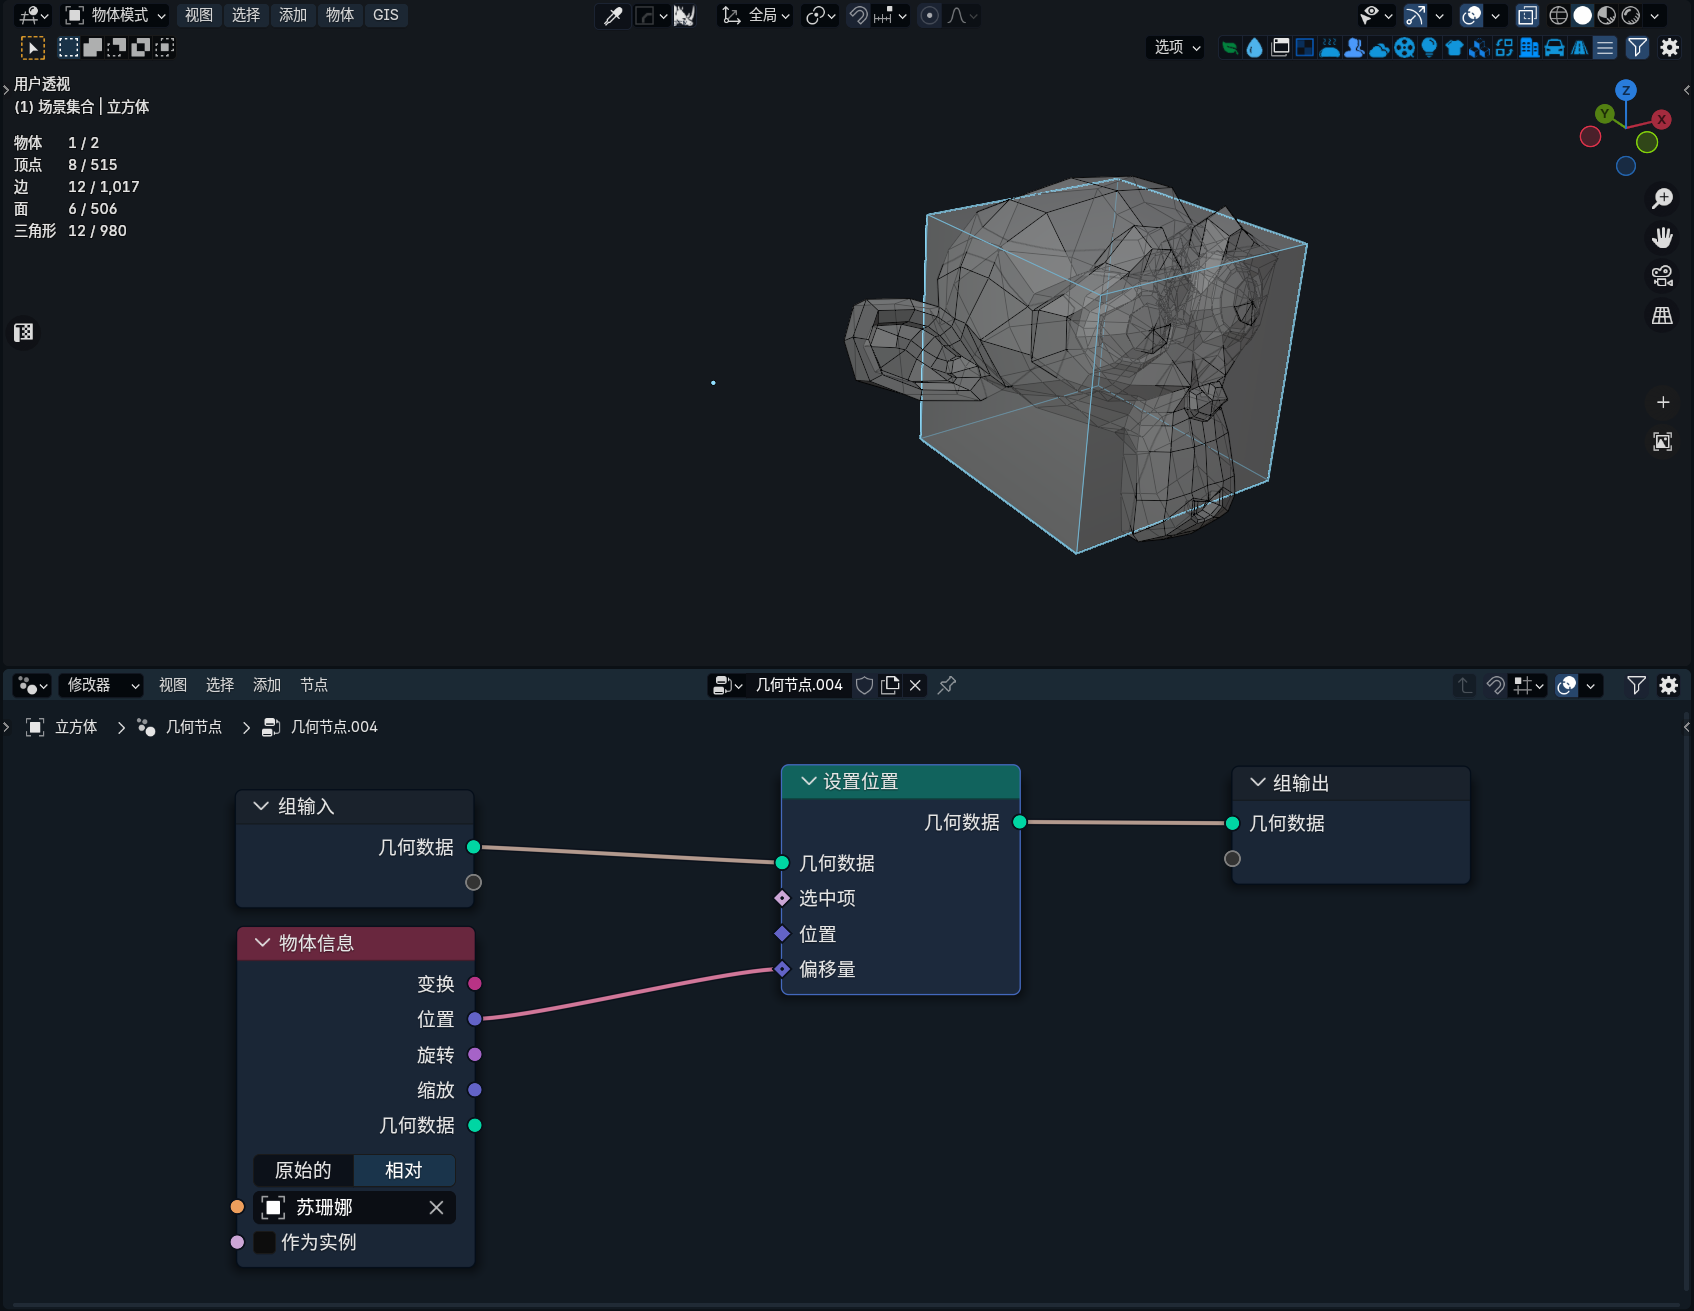 物体模式 视图 选择 添加 物体 GIS 全局
选项
用户透视
(1) 场景集合 | 立方体
物体 1 / 2
顶点 8 / 515
边 12 / 1,017
面 6 / 506
三角形 12 / 980
Z
Y
X
修改器 视图 选择 添加 节点 几何节点.004
立方体 几何节点 几何节点.004
组输入
几何数据
物体信息
变换
位置
旋转
缩放
几何数据
原始的 相对
苏珊娜
作为实例
设置位置
几何数据
几何数据
选中项
位置
偏移量
组输出
几何数据